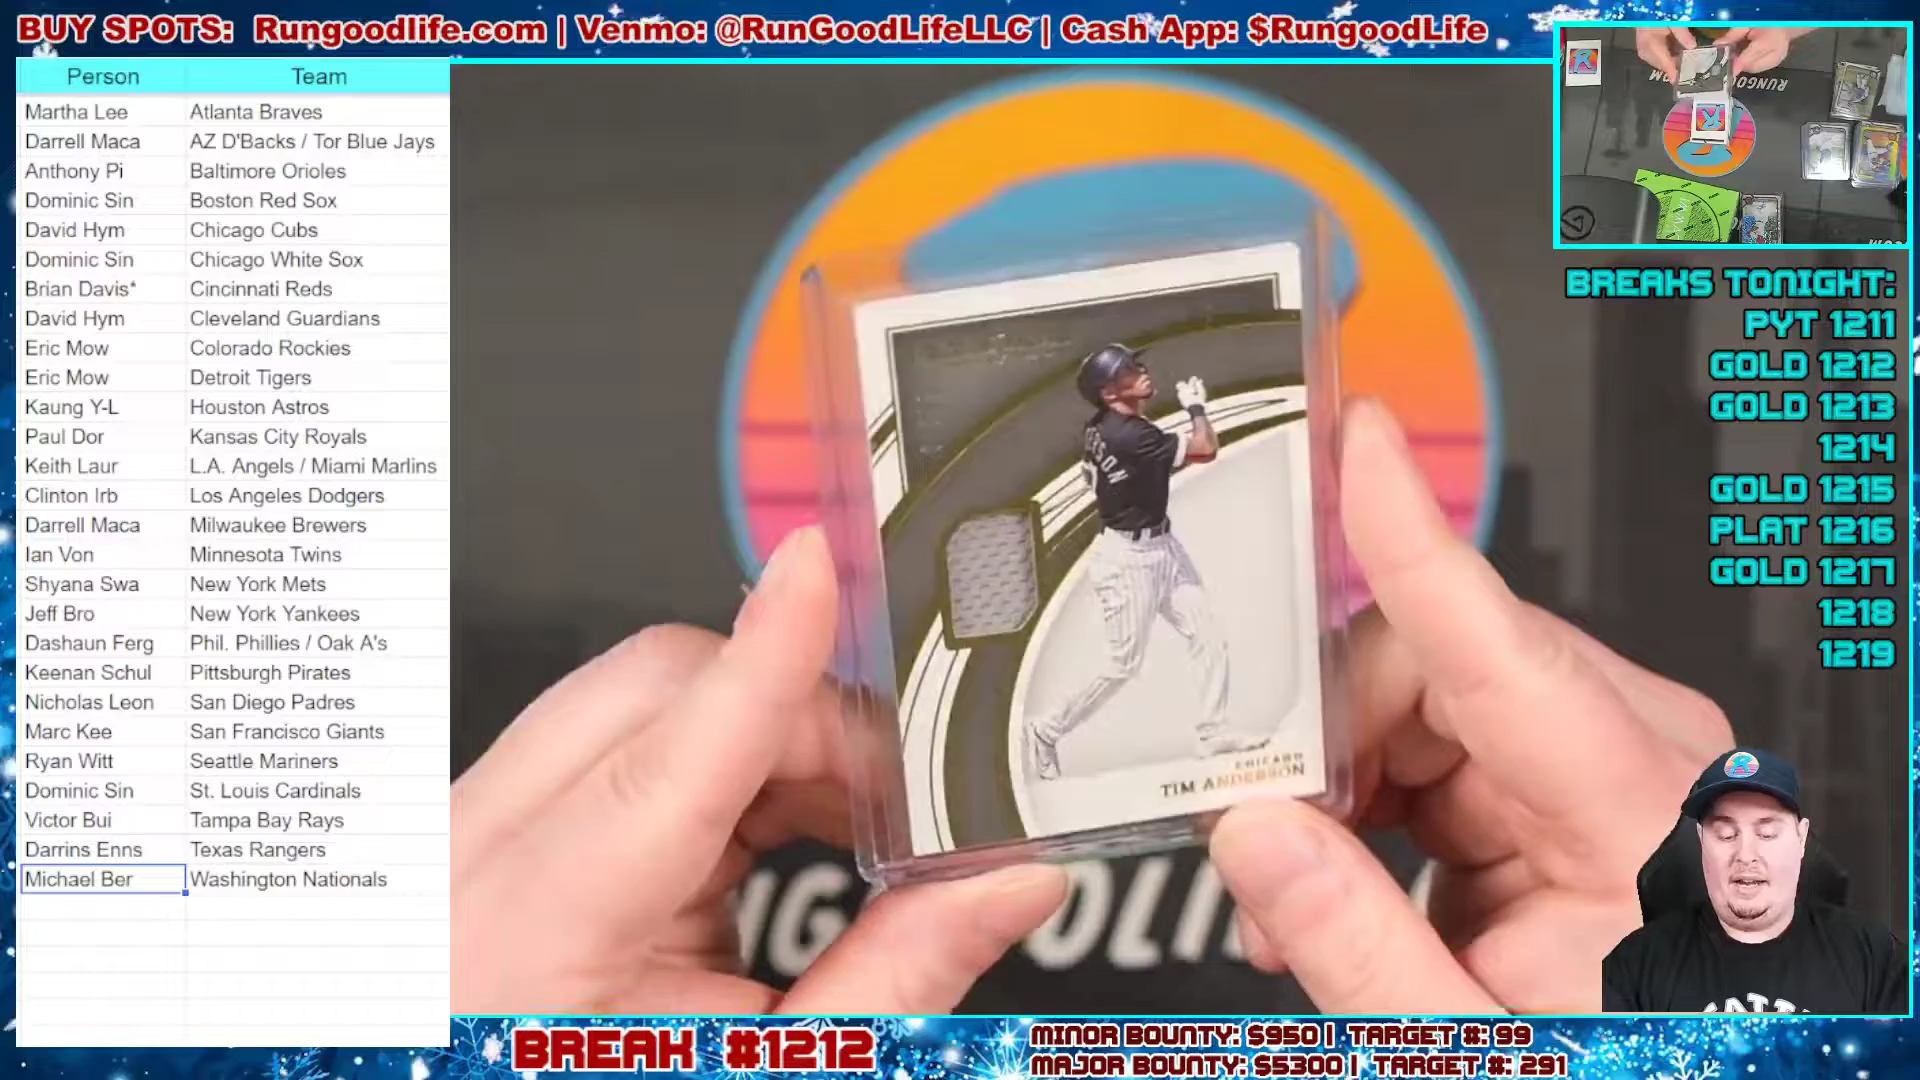 BUY SPOTS: Rungoodlife.com | Venmo: @RunGoodLifeLLC | Cash App: $RungoodLife
Person Team
Martha Lee Atlanta Braves
Darrell Maca AZ D'Backs / Tor Blue Jays
Anthony Pi Baltimore Orioles
Dominic Sin Boston Red Sox
David Hym Chicago Cubs
Dominic Sin Chicago White Sox
Brian Davis* Cincinnati Reds
David Hym Cleveland Guardians
Eric Mow Colorado Rockies
Eric Mow Detroit Tigers
Kaung Y-L Houston Astros
Paul Dor Kansas City Royals
Keith Laur L.A. Angels / Miami Marlins
Clinton Irb Los Angeles Dodgers
Darrell Maca Milwaukee Brewers
Ian Von Minnesota Twins
Shyana Swa New York Mets
Jeff Bro New York Yankees
Dashaun Ferg Phil. Phillies / Oak A's
Keenan Schul Pittsburgh Pirates
Nicholas Leon San Diego Padres
Marc Kee San Francisco Giants
Ryan Witt Seattle Mariners
Dominic Sin St. Louis Cardinals
Victor Bui Tampa Bay Rays
Darrins Enns Texas Rangers
Michael Ber Washington Nationals
CHICAGO
TIM ANDERSON
BREAKS TONIGHT:
PYT 1211
GOLD 1212
GOLD 1213
1214
GOLD 1215
PLAT 1216
GOLD 1217
1218
1219
BREAK #1212
MINOR BOUNTY: $950 | TARGET #: 99
MAJOR BOUNTY: $5300 | TARGET #: 291